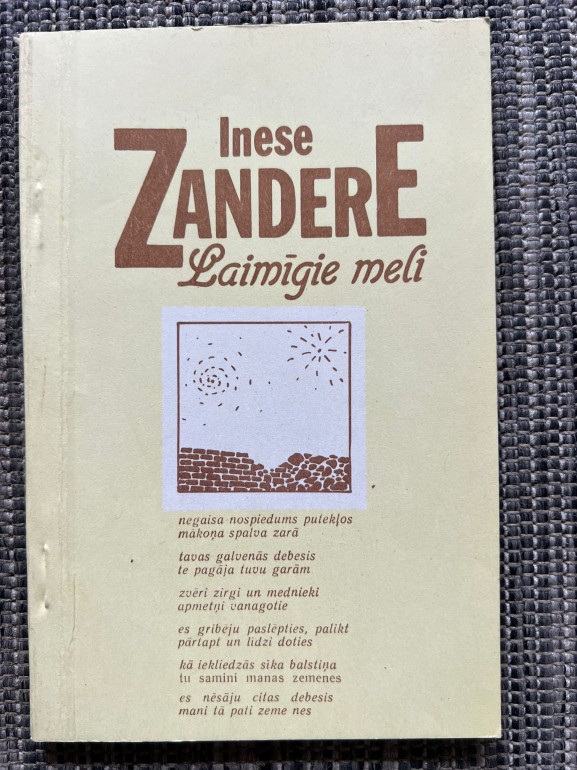 Inese
ZANDERE
Laimīgie meli
negaisa nospiedums putekļos
mākoņa spalva zarā
tavas galvenās debesis
te pagāja tuvu garām
zvēri zirgi un mednieki
apmetņi vanagotie
es gribēju paslēpties, palikt
pārtapt un līdzi doties
kā iekliedzās sīka balstiņa
tu samini manas zemenes
es nēsāju citas debesis
mani tā pati zeme nes